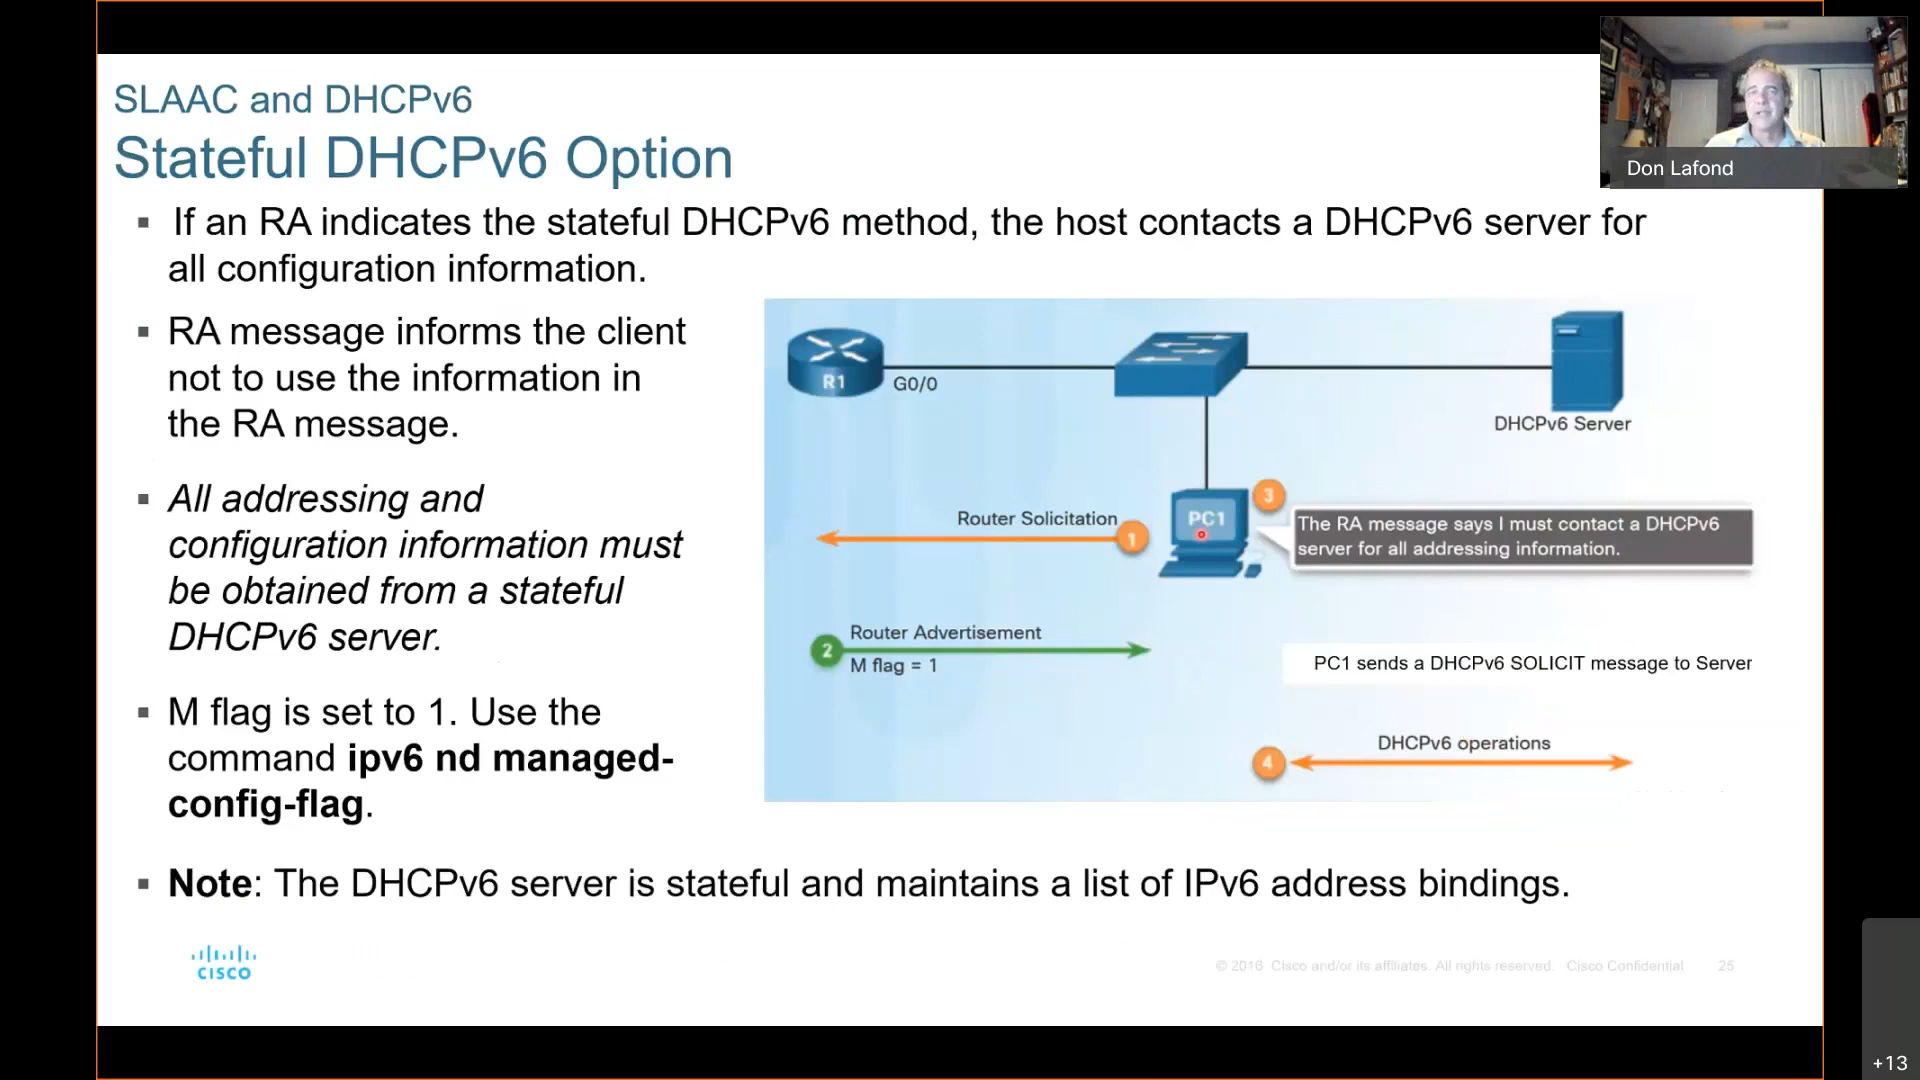 SLAAC and DHCPv6
Stateful DHCPv6 Option
Don Lafond
▪ If an RA indicates the stateful DHCPv6 method, the host contacts a DHCPv6 server for
all configuration information.
▪ RA message informs the client
not to use the information in
the RA message.
▪ All addressing and
configuration information must
be obtained from a stateful
DHCPv6 server.
▪ M flag is set to 1. Use the
command ipv6 nd managed-
config-flag.
R1
G0/0
DHCPv6 Server
PC1
3
The RA message says I must contact a DHCPv6
server for all addressing information.
Router Solicitation
1
Router Advertisement
2
M flag = 1
PC1 sends a DHCPv6 SOLICIT message to Server
DHCPv6 operations
4
▪ Note: The DHCPv6 server is stateful and maintains a list of IPv6 address bindings.
CISCO
© 2016 Cisco and/or its affiliates. All rights reserved. Cisco Confidential 25
+13